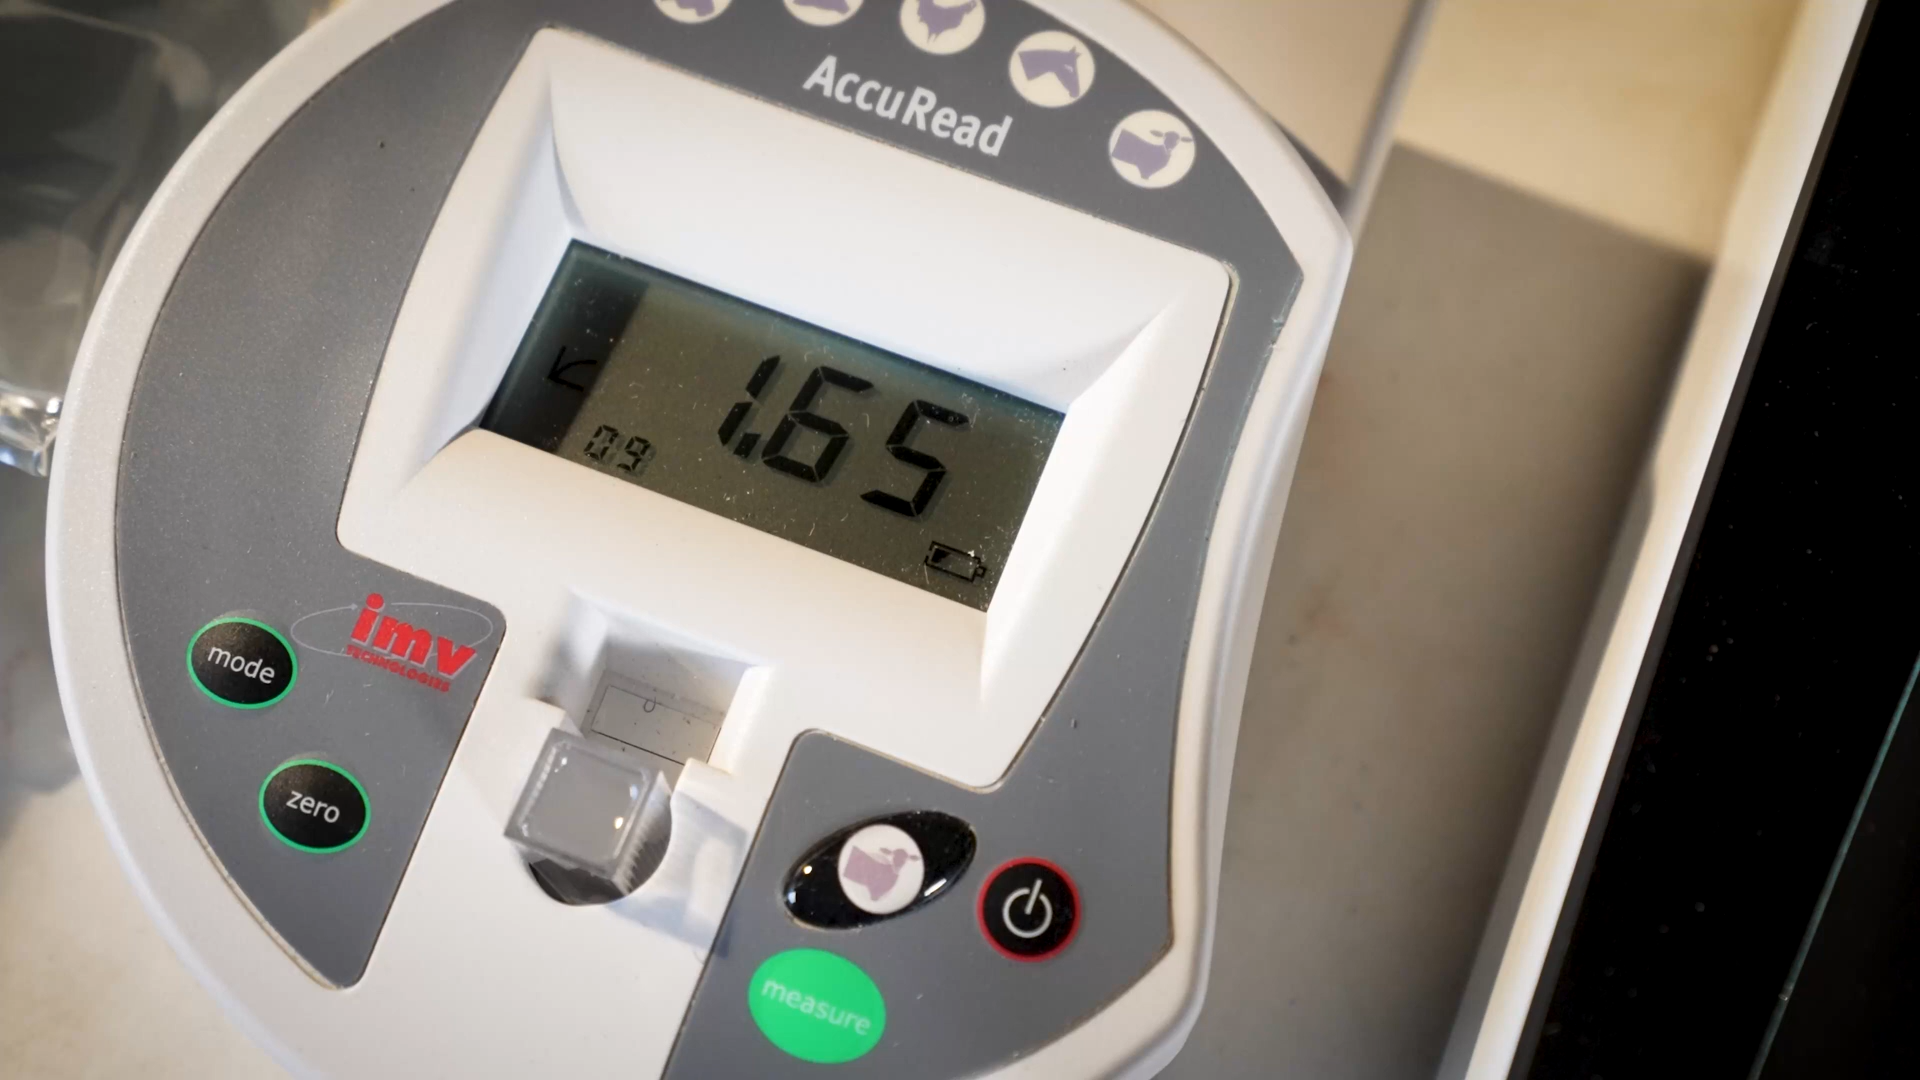 AccuRead
1.65
09
imv
TECHNOLOGIES
mode
zero
measure